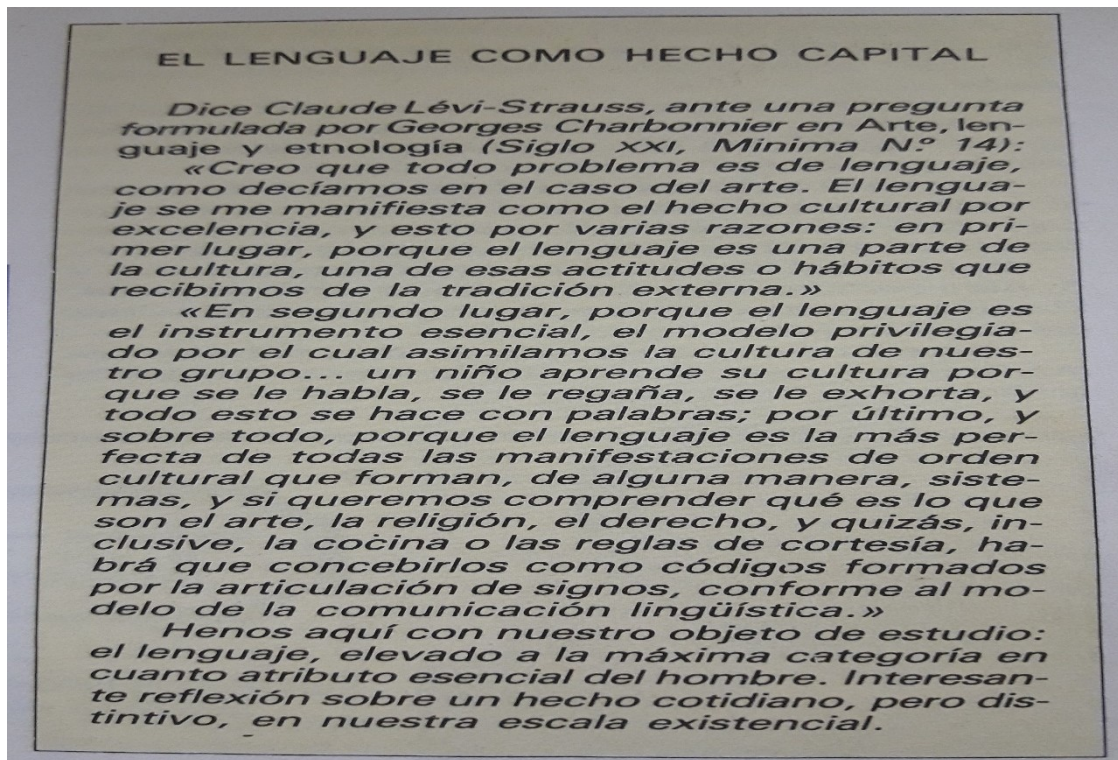 EL LENGUAJE COMO HECHO CAPITAL
Dice Claude Lévi-Strauss, ante una pregunta
formulada por Georges Charbonnier en Arte, len-
guaje y etnología (Siglo XXI, Mínima N.º 14):
«Creo que todo problema es de lenguaje,
como decíamos en el caso del arte. El lengua-
je se me manifiesta como el hecho cultural por
excelencia, y esto por varias razones: en pri-
mer lugar, porque el lenguaje es una parte de
la cultura, una de esas actitudes o hábitos que
recibimos de la tradición externa.»
«En segundo lugar, porque el lenguaje es
el instrumento esencial, el modelo privilegia-
do por el cual asimilamos la cultura de nues-
tro grupo... un niño aprende su cultura por-
que se le habla, se le regaña, se le exhorta, y
todo esto se hace con palabras; por último, y
sobre todo, porque el lenguaje es la más per-
fecta de todas las manifestaciones de orden
cultural que forman, de alguna manera, siste-
mas, y si queremos comprender qué es lo que
son el arte, la religión, el derecho, y quizás, in-
clusive, la cocina o las reglas de cortesía, ha-
brá que concebirlos como códigos formados
por la articulación de signos, conforme al mo-
delo de la comunicación lingüística.»
Henos aquí con nuestro objeto de estudio:
el lenguaje, elevado a la máxima categoría en
cuanto atributo esencial del hombre. Interesan-
te reflexión sobre un hecho cotidiano, pero dis-
tintivo, en nuestra escala existencial.